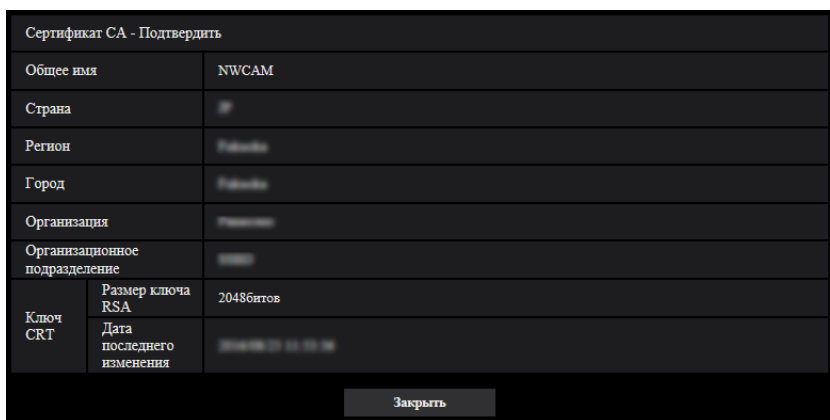 Сертификат CA - Подтвердить
Общее имя NWCAM
Страна
Регион
Город
Организация
Организационное
подразделение
Ключ
CRT
Размер ключа
RSA
2048битов
Дата
последнего
изменения
Закрыть